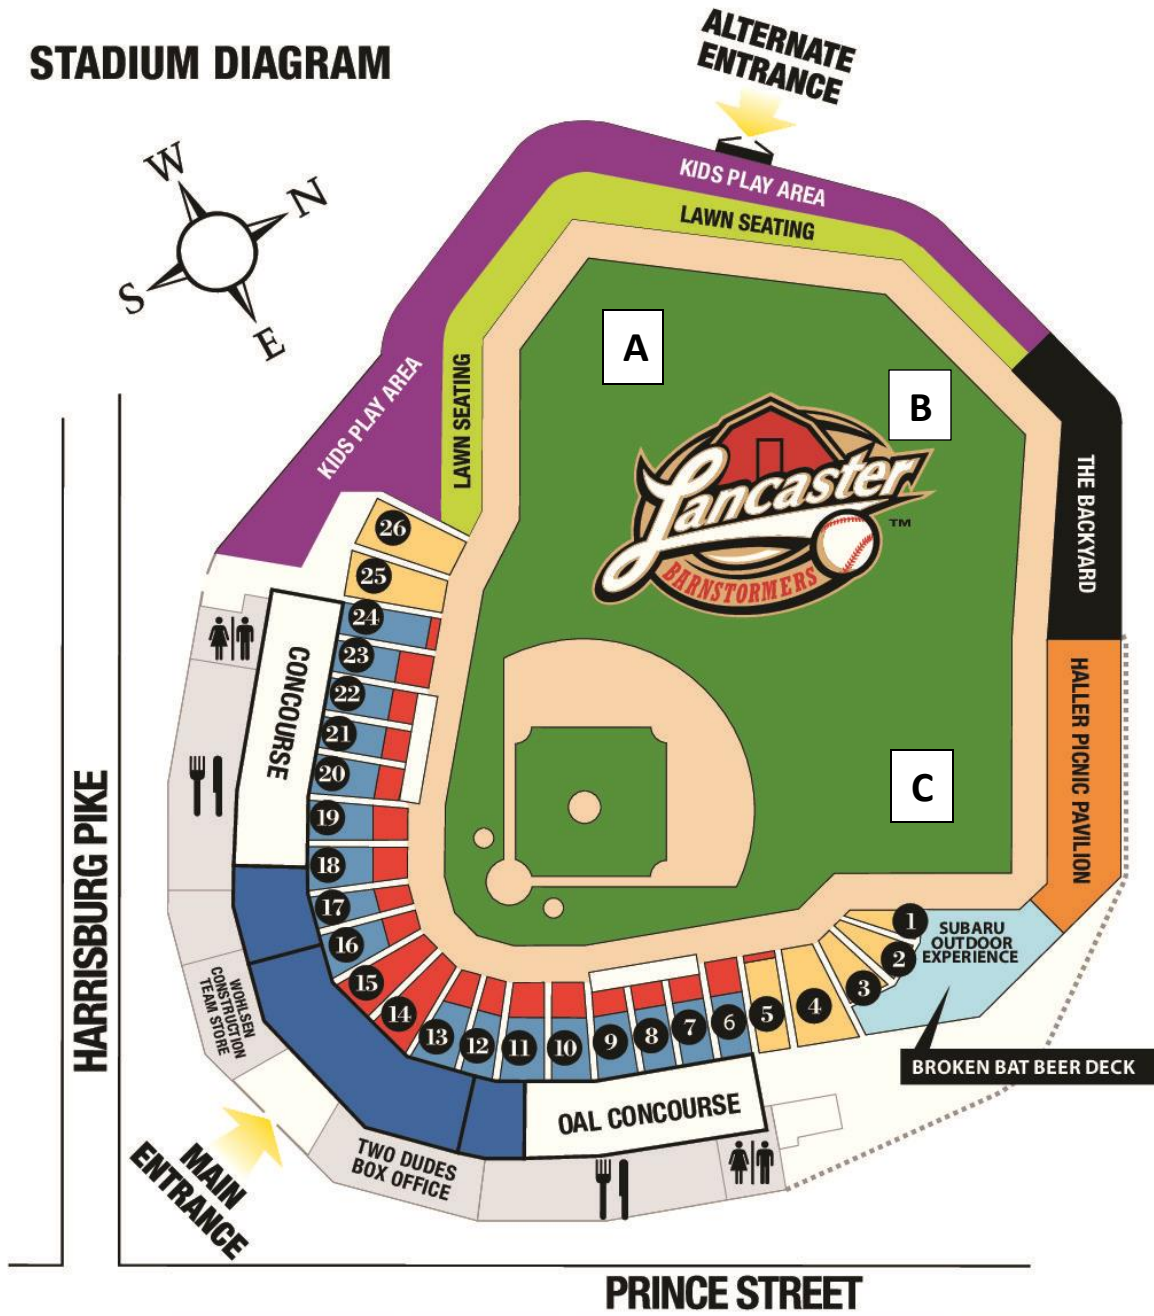 STADIUM DIAGRAM
ALTERNATE
ENTRANCE
W
N
S
E
KIDS PLAY AREA
LAWN SEATING
A
B
KIDS PLAY AREA
LAWN SEATING
Lancaster
TM
BARNSTORMERS
THE BACKYARD
26
25
24
23
22
21
20
19
18
17
16
15
14
13
12
11
10
9
8
7
6
5
4
3
2
1
CONCOURSE
C
HALLER PICNIC PAVILION
HARRISBURG PIKE
SUBARU
OUTDOOR
EXPERIENCE
WOHLSEN
CONSTRUCTION
TEAM STORE
BROKEN BAT BEER DECK
OAL CONCOURSE
MAIN
ENTRANCE
TWO DUDES
BOX OFFICE
PRINCE STREET